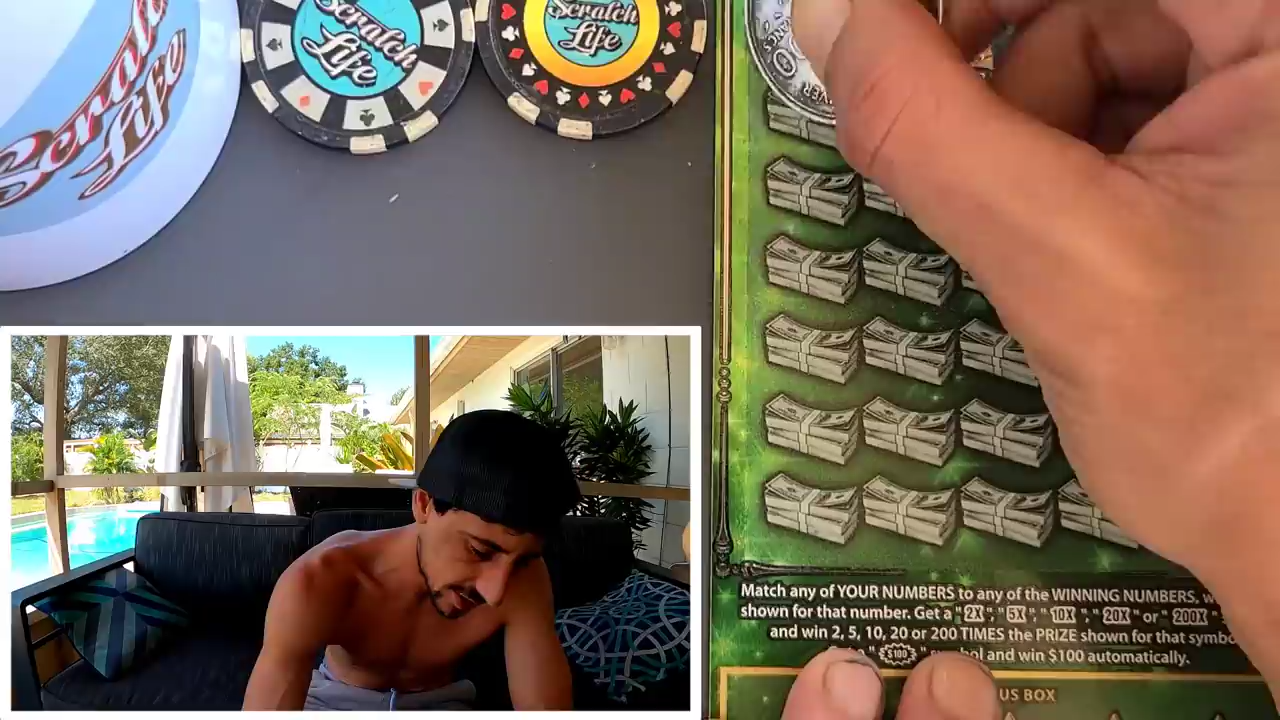 Scratch
Life
Scratch
Life
Scratch
Life
Match any of YOUR NUMBERS to any of the WINNING NUMBERS, w
shown for that number. Get a "2X", "5X", "10X", "20X" or "200X"
and win 2, 5, 10, 20 or 200 TIMES the PRIZE shown for that symbo
" $100 " symbol and win $100 automatically.
US BOX